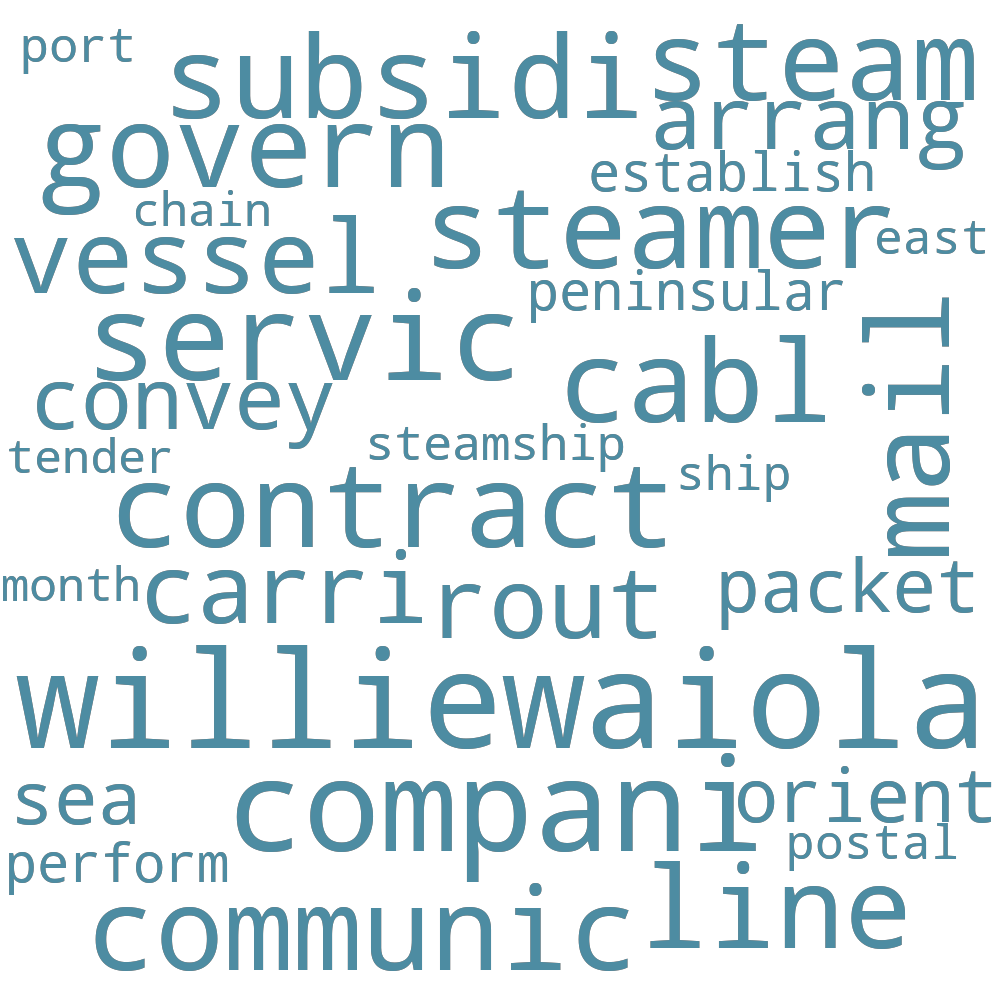 port
subsidi
steam
govern
arrang
establish
chain
steamer
east
vessel
peninsular
servic
mail
cabl
convey
steamship
tender
ship
contract
month
carri
rout
packet
williewaiola
compani
sea
orient
postal
perform
line
communic